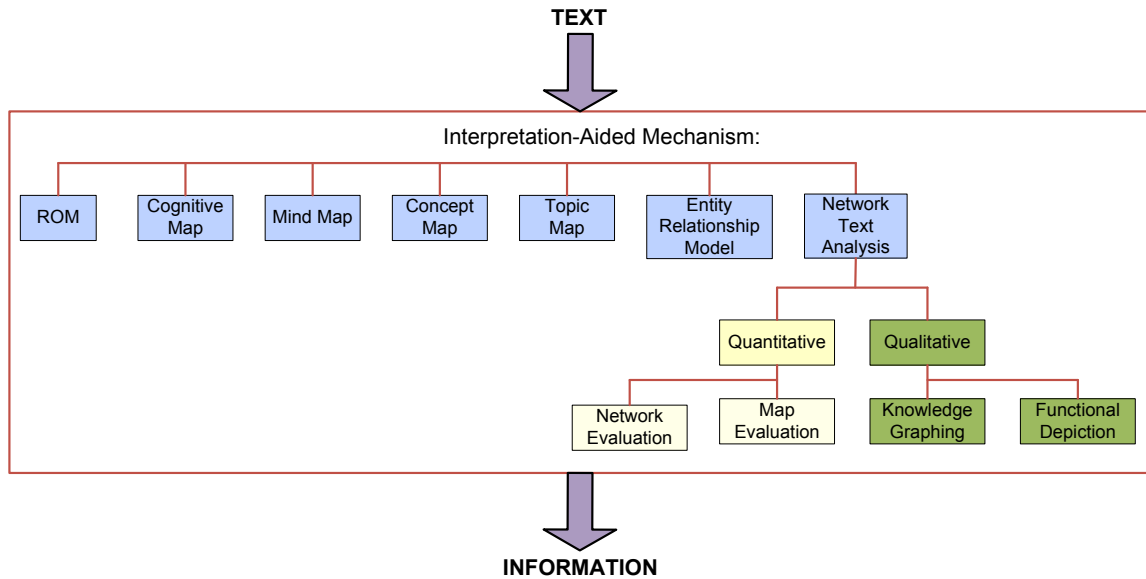 TEXT
Interpretation-Aided Mechanism:
ROM
Cognitive
Map
Mind Map
Concept
Map
Topic
Map
Entity
Relationship
Model
Network
Text
Analysis
Quantitative
Qualitative
Network
Evaluation
Map
Evaluation
Knowledge
Graphing
Functional
Depiction
INFORMATION